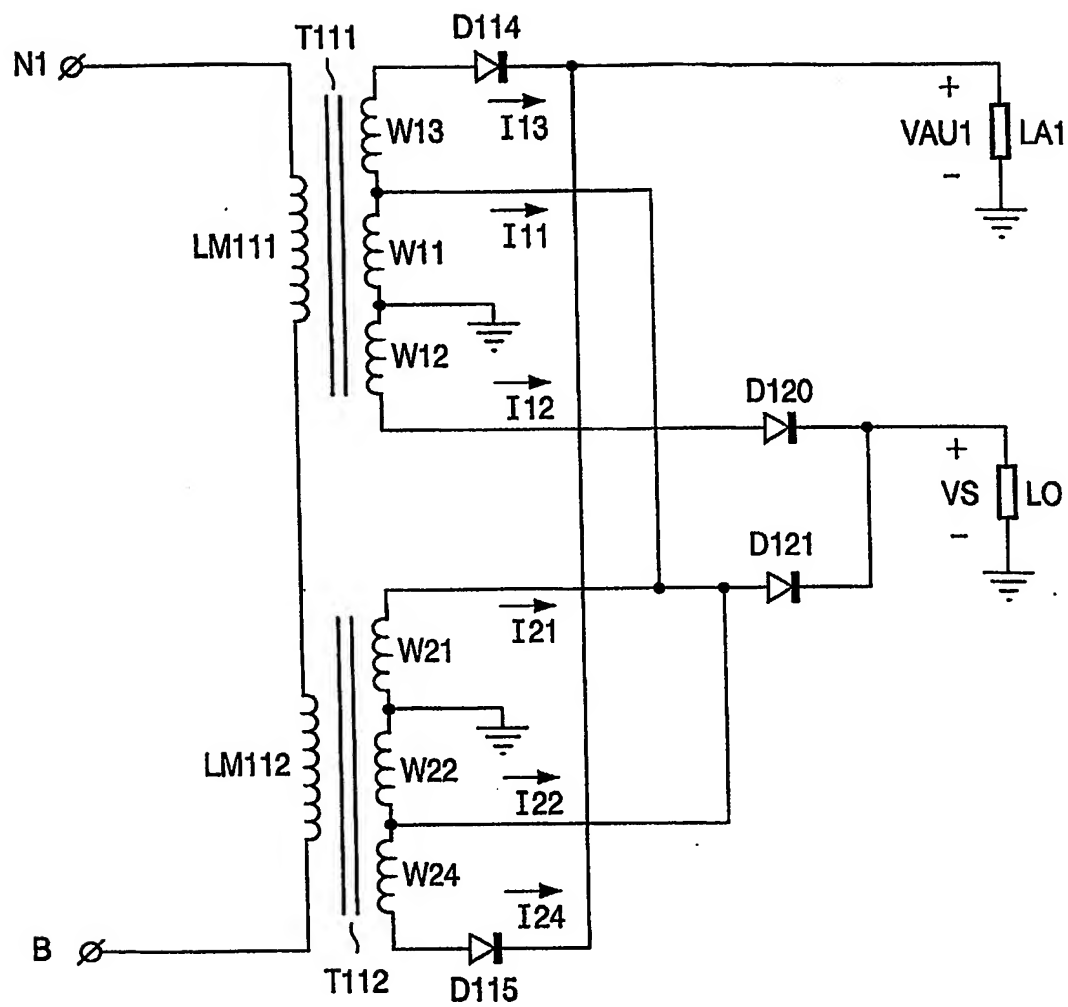 T111
D114
N1
I13
W13
+
VAU1
LA1
-
I11
LM111
W11
W12
I12
D120
+
VS
LO
-
D121
I21
W21
LM112
W22
I22
W24
I24
B
T112
D115